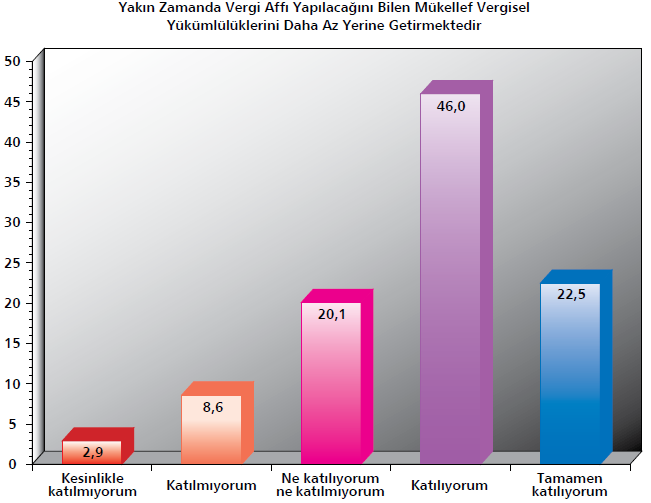 Yakın Zamanda Vergi Affı Yapılacağını Bilen Mükellef Vergisel
Yükümlülüklerini Daha Az Yerine Getirmektedir
50
45
40
35
30
25
20
15
10
5
0
2,9
8,6
20,1
46,0
22,5
Kesinlikle
katılmıyorum
Katılmıyorum
Ne katılıyorum
ne katılmıyorum
Katılıyorum
Tamamen
katılıyorum